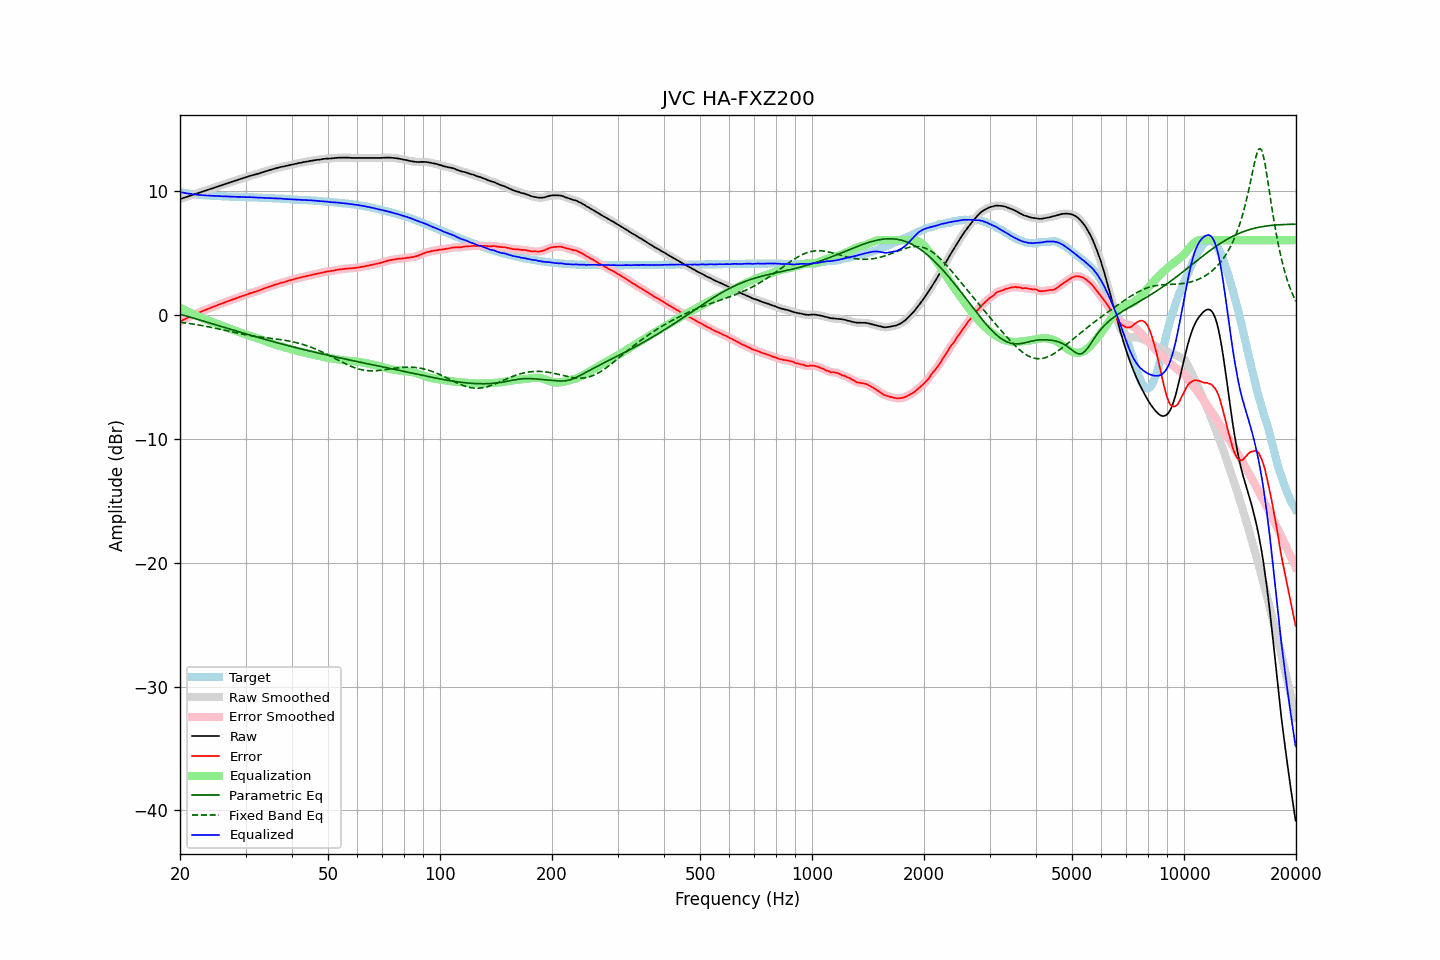 JVC HA-FXZ200
Amplitude (dBr)
10
0
−10
−20
−30
−40
Target
Raw Smoothed
Error Smoothed
Raw
Error
Equalization
Parametric Eq
Fixed Band Eq
Equalized
20 50 100 200 500 1000 2000 5000 10000 20000
Frequency (Hz)